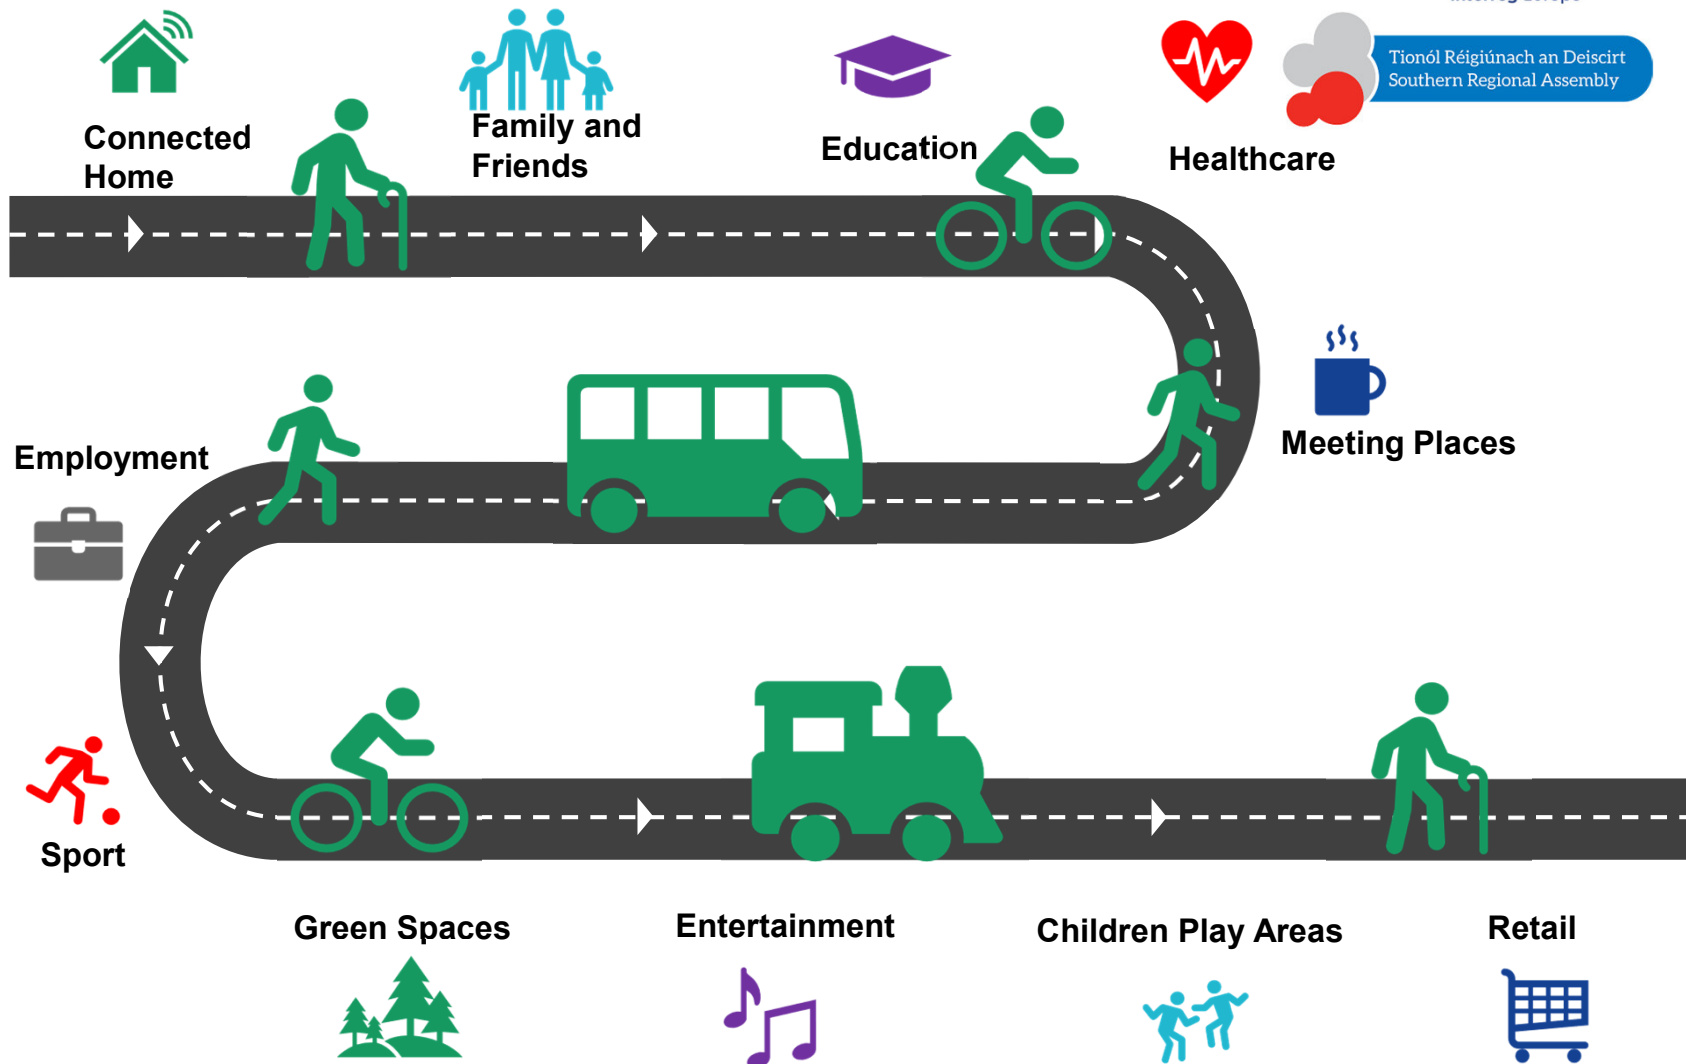 Tionól Réigiúnach an Deiscirt
Southern Regional Assembly
Connected
Home
Family and
Friends
Education
Healthcare
Meeting Places
Employment
Sport
Green Spaces
Entertainment
Children Play Areas
Retail